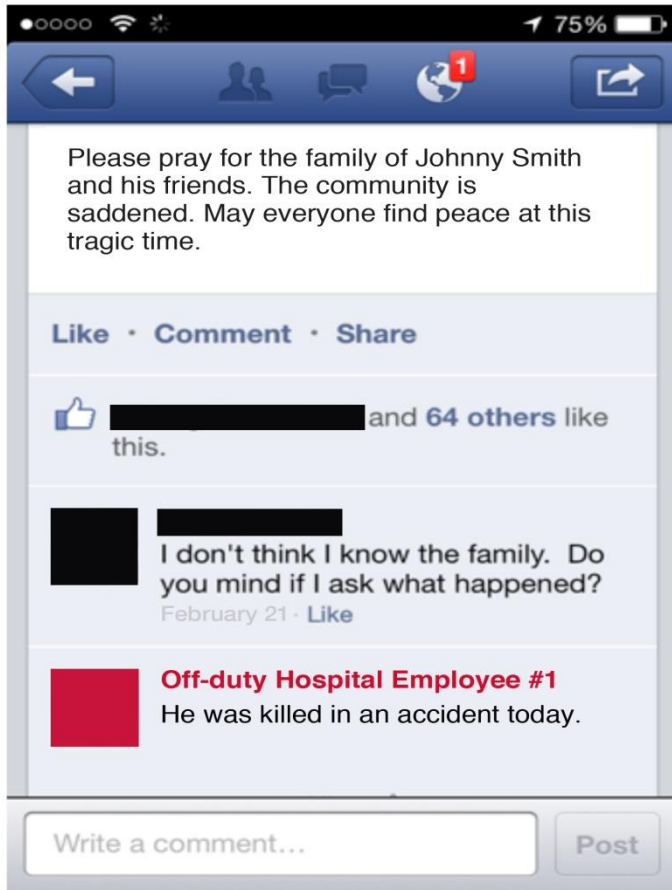 75%
1
Please pray for the family of Johnny Smith
and his friends. The community is
saddened. May everyone find peace at this
tragic time.
Like · Comment · Share
and 64 others like
this.
I don't think I know the family. Do
you mind if I ask what happened?
February 21 · Like
Off-duty Hospital Employee #1
He was killed in an accident today.
Write a comment...
Post